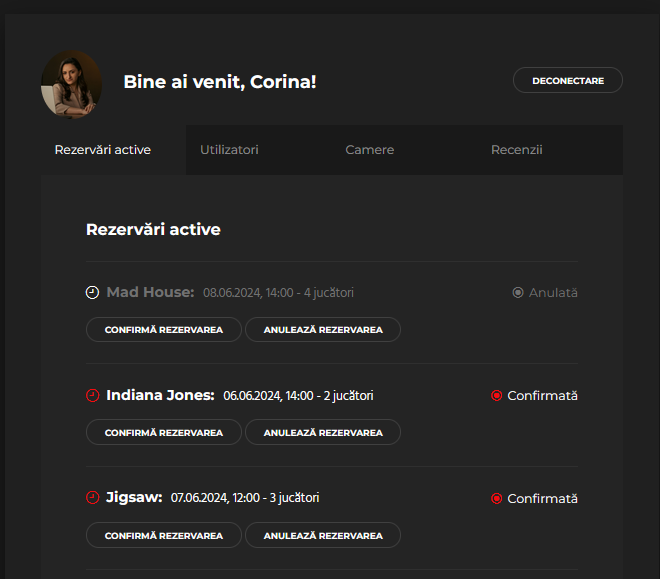 Bine ai venit, Corina!
DECONECTARE
Rezervări active
Utilizatori
Camere
Recenzii
Rezervări active
Mad House: 08.06.2024, 14:00 - 4 jucători
Anulată
CONFIRMĂ REZERVAREA
ANULEAZĂ REZERVAREA
Indiana Jones: 06.06.2024, 14:00 - 2 jucători
Confirmată
CONFIRMĂ REZERVAREA
ANULEAZĂ REZERVAREA
Jigsaw: 07.06.2024, 12:00 - 3 jucători
Confirmată
CONFIRMĂ REZERVAREA
ANULEAZĂ REZERVAREA